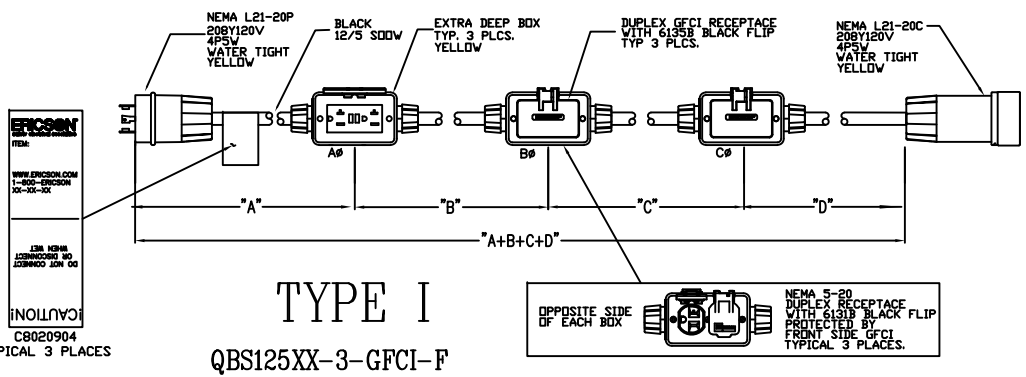 NEMA L21-20P
208Y120V
4P5W
WATER TIGHT
YELLOW
BLACK
12/5 SOOW
EXTRA DEEP BOX
TYP. 3 PLCS.
YELLOW
DUPLEX GFCI RECEPTACE
WITH 6135B BLACK FLIP
TYP 3 PLCS.
NEMA L21-20C
208Y120V
4P5W
WATER TIGHT
YELLOW
ERICSON
ITEM:
WWW.ERICSON.COM
1-800-ERICSON
XX-XX-XX
DO NOT CONNECT
OR DISCONNECT
WHEN WET
¡CAUTION!
C8020904
PICAL 3 PLACES
AØ
BØ
CØ
"A"
"B"
"C"
"D"
"A+B+C+D"
TYPE I
QBS125XX-3-GFCI-F
OPPOSITE SIDE
OF EACH BOX
NEMA 5-20
DUPLEX RECEPTACE
WITH 6131B BLACK FLIP
PROTECTED BY
FRONT SIDE GFCI
TYPICAL 3 PLACES.